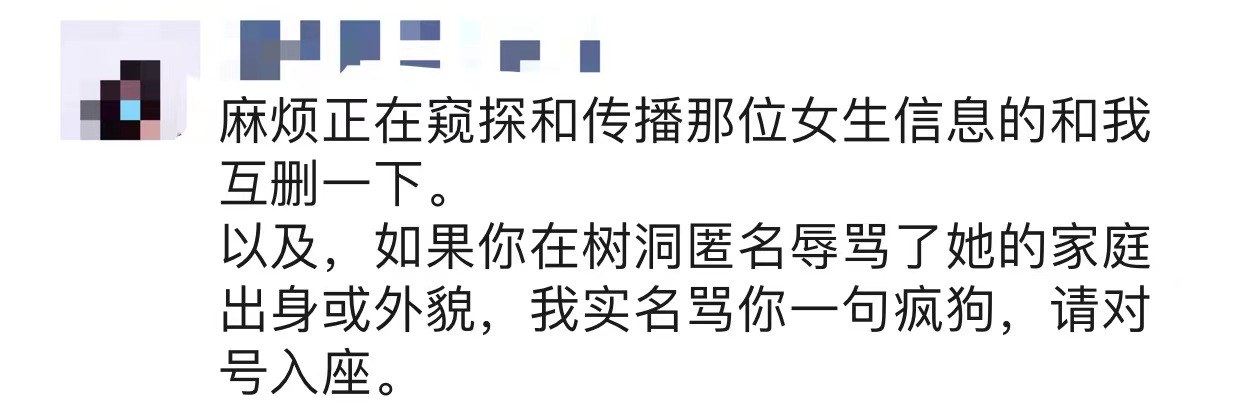 麻烦正在窥探和传播那位女生信息的和我
互删一下。
以及，如果你在树洞匿名辱骂了她的家庭
出身或外貌，我实名骂你一句疯狗，请对
号入座。